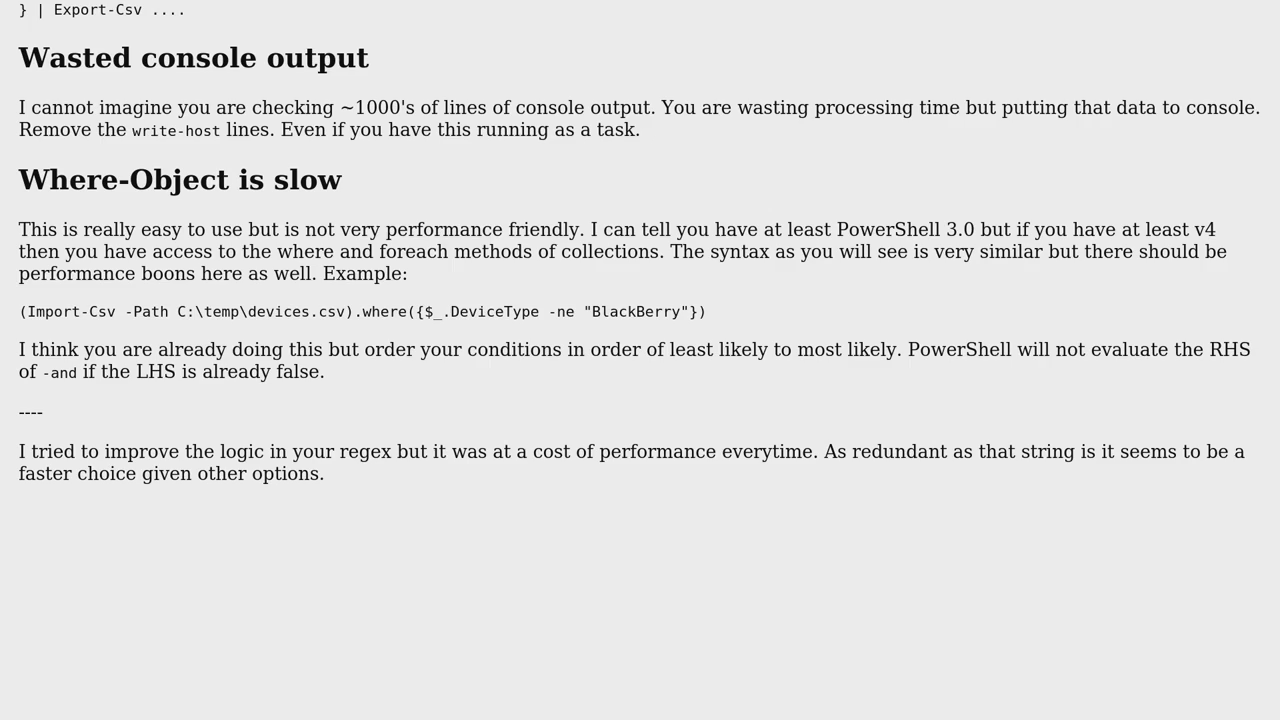 } | Export-Csv ....
Wasted console output
I cannot imagine you are checking ~1000's of lines of console output. You are wasting processing time but putting that data to console.
Remove the write-host lines. Even if you have this running as a task.
Where-Object is slow
This is really easy to use but is not very performance friendly. I can tell you have at least PowerShell 3.0 but if you have at least v4
then you have access to the where and foreach methods of collections. The syntax as you will see is very similar but there should be
performance boons here as well. Example:
(Import-Csv -Path C:\temp\devices.csv).where({$_.DeviceType -ne "BlackBerry"})
I think you are already doing this but order your conditions in order of least likely to most likely. PowerShell will not evaluate the RHS
of -and if the LHS is already false.
----
I tried to improve the logic in your regex but it was at a cost of performance everytime. As redundant as that string is it seems to be a
faster choice given other options.